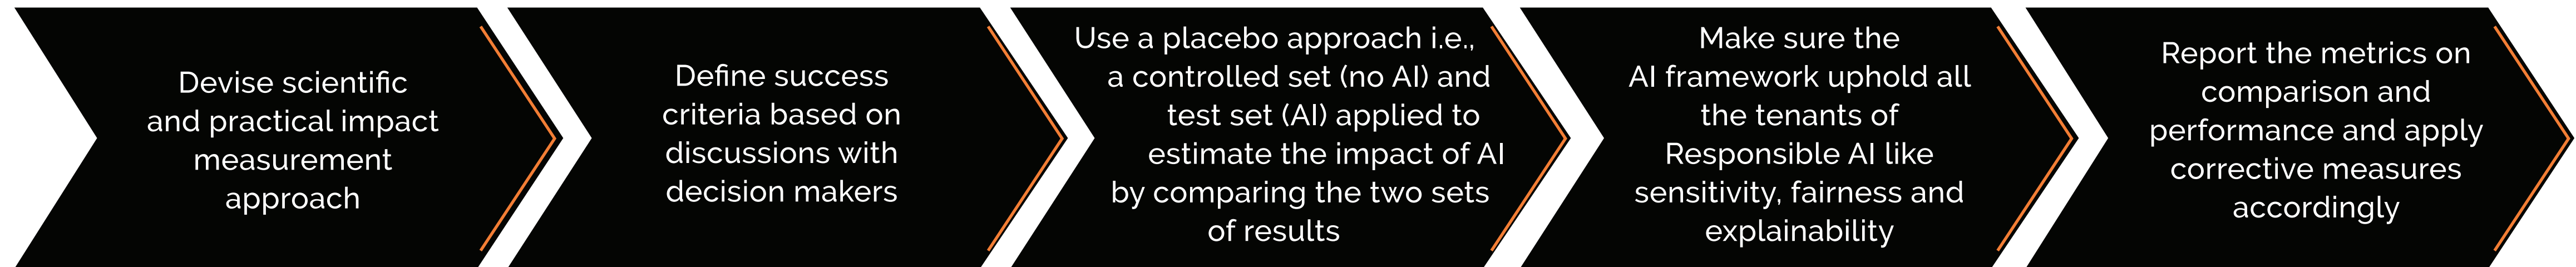 Devise scientific
and practical impact
measurement
approach
Define success
criteria based on
discussions with
decision makers
Use a placebo approach i.e.,
a controlled set (no AI) and
test set (AI) applied to
estimate the impact of AI
by comparing the two sets
of results
Make sure the
AI framework uphold all
the tenants of
Responsible AI like
sensitivity, fairness and
explainability
Report the metrics on
comparison and
performance and apply
corrective measures
accordingly